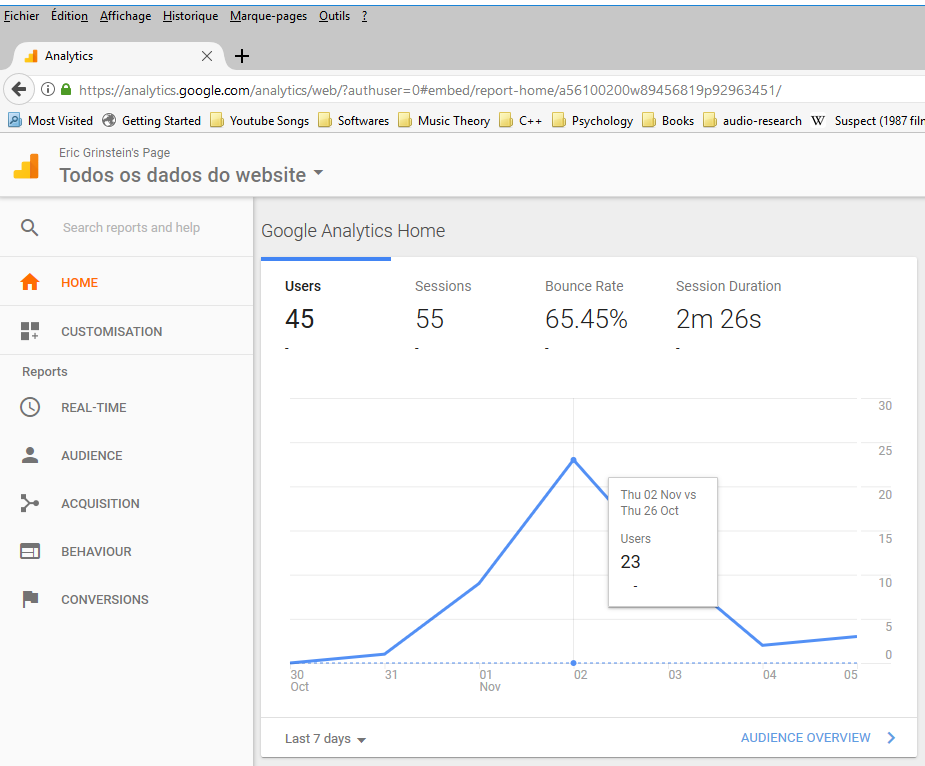 Fichier Édition Affichage Historique Marque-pages Outils ?
Analytics
https://analytics.google.com/analytics/web/?authuser=0#embed/report-home/a56100200w89456819p92963451/
Most Visited Getting Started Youtube Songs Softwares Music Theory C++ Psychology Books audio-research W Suspect (1987 film
Eric Grinstein's Page
Todos os dados do website
Search reports and help
HOME
CUSTOMISATION
Reports
REAL-TIME
AUDIENCE
ACQUISITION
BEHAVIOUR
CONVERSIONS
Google Analytics Home
Users Sessions Bounce Rate Session Duration
45 55 65.45% 2m 26s
- - - -
30
25
20
15
10
5
0
Thu 02 Nov vs
Thu 26 Oct
Users
23
-
30 31 01 02 03 04 05
Oct Nov
Last 7 days
AUDIENCE OVERVIEW